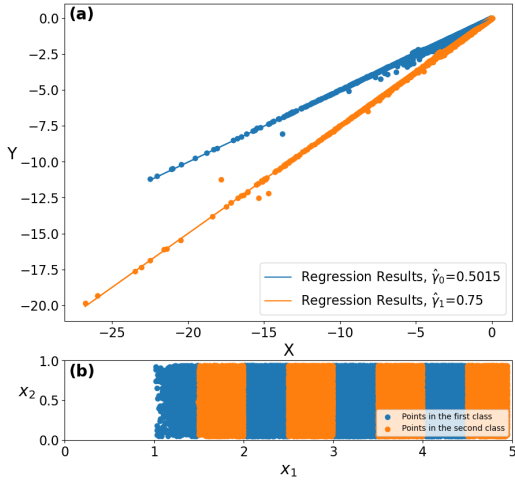 (a)
0.0
−2.5
−5.0
−7.5
−10.0
−12.5
−15.0
−17.5
−20.0
Y
Regression Results, γ̂₀=0.5015
Regression Results, γ̂₁=0.75
−25 −20 −15 −10 −5 0
X
(b)
1.0
0.5
0.0
x₂
Points in the first class
Points in the second class
0 1 2 3 4 5
x₁